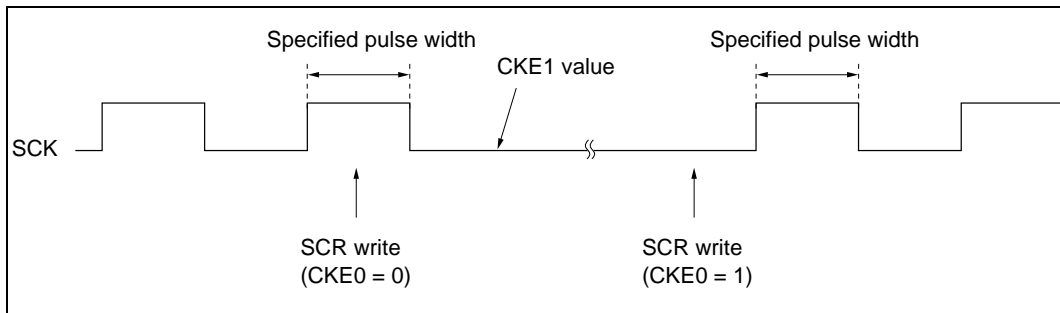 Specified pulse width
Specified pulse width
CKE1 value
SCK
SCR write
(CKE0 = 0)
SCR write
(CKE0 = 1)